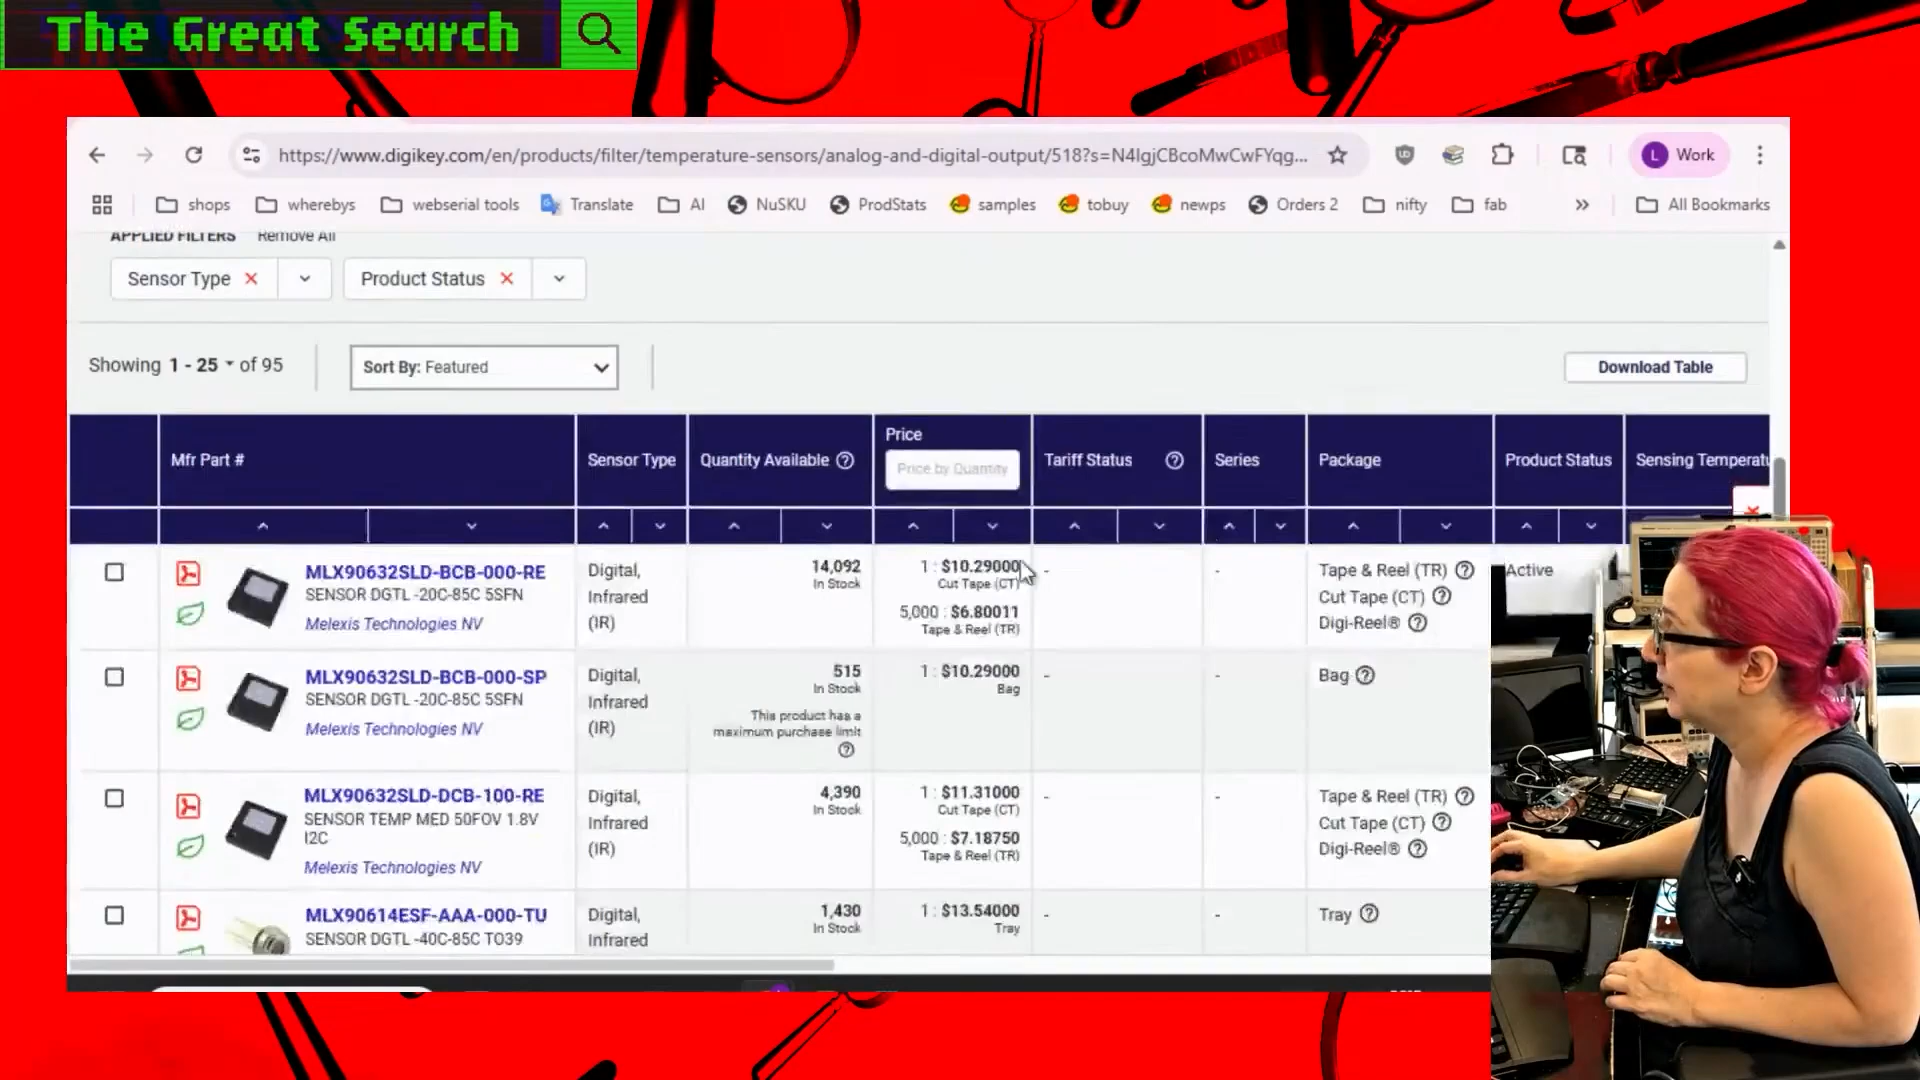 The Great Search
https://www.digikey.com/en/products/filter/temperature-sensors/analog-and-digital-output/518?s=N4IgjCBcoMwCwFYqg...
L Work
shops
wherebys
webserial tools
Translate
AI
NuSKU
ProdStats
samples
tobuy
newps
Orders 2
nifty
fab
»
All Bookmarks
APPLIED FILTERS Remove All
Sensor Type
Product Status
Showing 1 - 25 of 95
Sort By: Featured
Download Table
Mfr Part #
Sensor Type
Quantity Available
Price
Price by Quantity
Tariff Status
Series
Package
Product Status
Sensing Temperatu
MLX90632SLD-BCB-000-RE
SENSOR DGTL -20C-85C 5SFN
Melexis Technologies NV
Digital,
Infrared
(IR)
14,092
In Stock
1 : $10.29000
Cut Tape (CT)
5,000 : $6.80011
Tape & Reel (TR)
-
-
Tape & Reel (TR)
Cut Tape (CT)
Digi-Reel®
Active
MLX90632SLD-BCB-000-SP
SENSOR DGTL -20C-85C 5SFN
Melexis Technologies NV
Digital,
Infrared
(IR)
515
In Stock
This product has a
maximum purchase limit
1 : $10.29000
Bag
-
-
Bag
MLX90632SLD-DCB-100-RE
SENSOR TEMP MED 50FOV 1.8V
I2C
Melexis Technologies NV
Digital,
Infrared
(IR)
4,390
In Stock
1 : $11.31000
Cut Tape (CT)
5,000 : $7.18750
Tape & Reel (TR)
-
-
Tape & Reel (TR)
Cut Tape (CT)
Digi-Reel®
MLX90614ESF-AAA-000-TU
SENSOR DGTL -40C-85C TO39
Digital,
Infrared
1,430
In Stock
1 : $13.54000
Tray
-
-
Tray